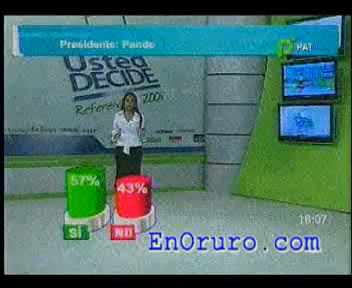 Presidente: Pando
PAT
Usted
DECIDE
57%
43%
SI
NO
18:07
EnOruro.com